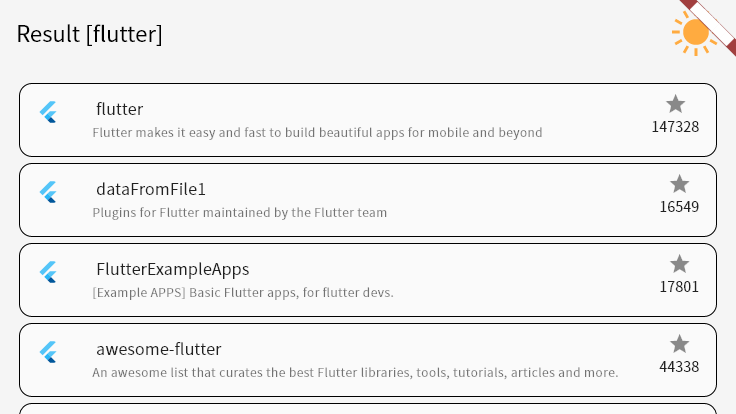 Result [flutter]
flutter
Flutter makes it easy and fast to build beautiful apps for mobile and beyond
147328
dataFromFile1
Plugins for Flutter maintained by the Flutter team
16549
FlutterExampleApps
[Example APPS] Basic Flutter apps, for flutter devs.
17801
awesome-flutter
An awesome list that curates the best Flutter libraries, tools, tutorials, articles and more.
44338